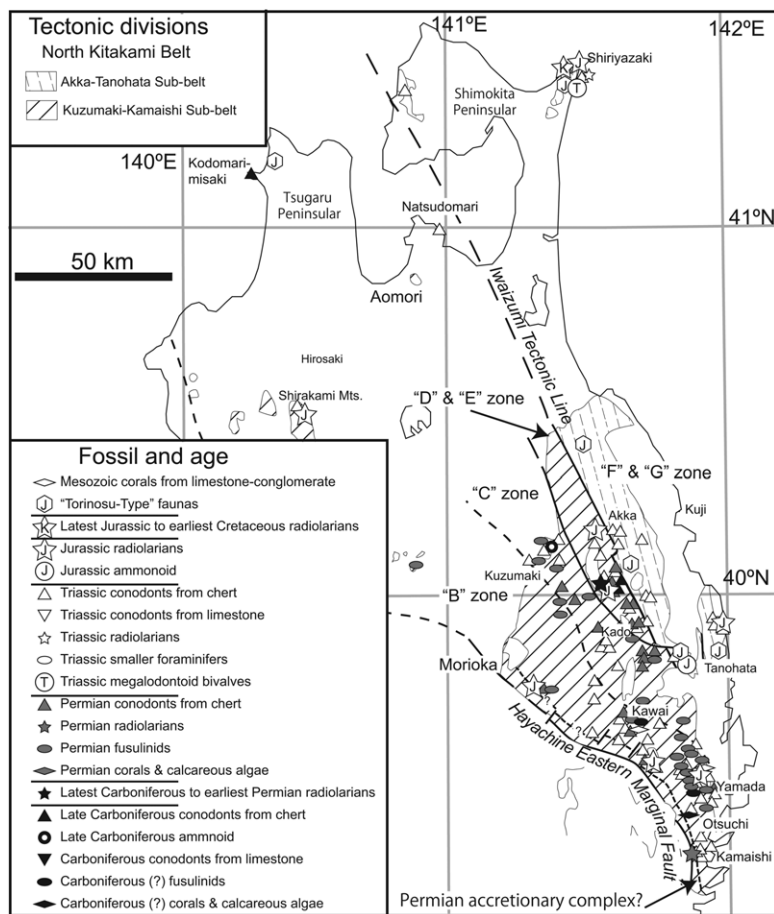 Tectonic divisions
North Kitakami Belt
Akka-Tanohata Sub-belt
Kuzumaki-Kamaishi Sub-belt
141ºE
142ºE
Shiriyazaki
K
J
J
T
Shimokita
Peninsular
140ºE
Kodomari-
misaki
J
Tsugaru
Peninsular
Natsudomari
41ºN
50 km
Aomori
Iwaizumi Tectonic Line
Hirosaki
Shirakami Mts.
J
"D" & "E" zone
J
"F" & "G" zone
"C" zone
Kuji
Akka
J
J
Kuzumaki
40ºN
J
"B" zone
Kado
J
J
J
J
Tanohata
Morioka
J
?
?
Kawai
J
Hayachine Eastern
Marginal Fault
J
Yamada
Otsuchi
Kamaishi
Permian accretionary complex?
Fossil and age
Mesozoic corals from limestone-conglomerate
J "Torinosu-Type" faunas
K Latest Jurassic to earliest Cretaceous radiolarians
J Jurassic radiolarians
J Jurassic ammonoid
Triassic conodonts from chert
Triassic conodonts from limestone
Triassic radiolarians
Triassic smaller foraminifers
T Triassic megalodontoid bivalves
Permian conodonts from chert
Permian radiolarians
Permian fusulinids
Permian corals & calcareous algae
Latest Carboniferous to earliest Permian radiolarians
Late Carboniferous conodonts from chert
Late Carboniferous ammnoid
Carboniferous conodonts from limestone
Carboniferous (?) fusulinids
Carboniferous (?) corals & calcareous algae